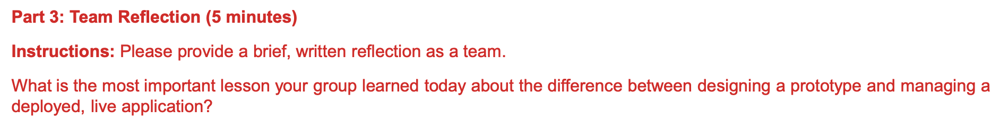 Part 3: Team Reflection (5 minutes)
Instructions: Please provide a brief, written reflection as a team.
What is the most important lesson your group learned today about the difference between designing a prototype and managing a
deployed, live application?